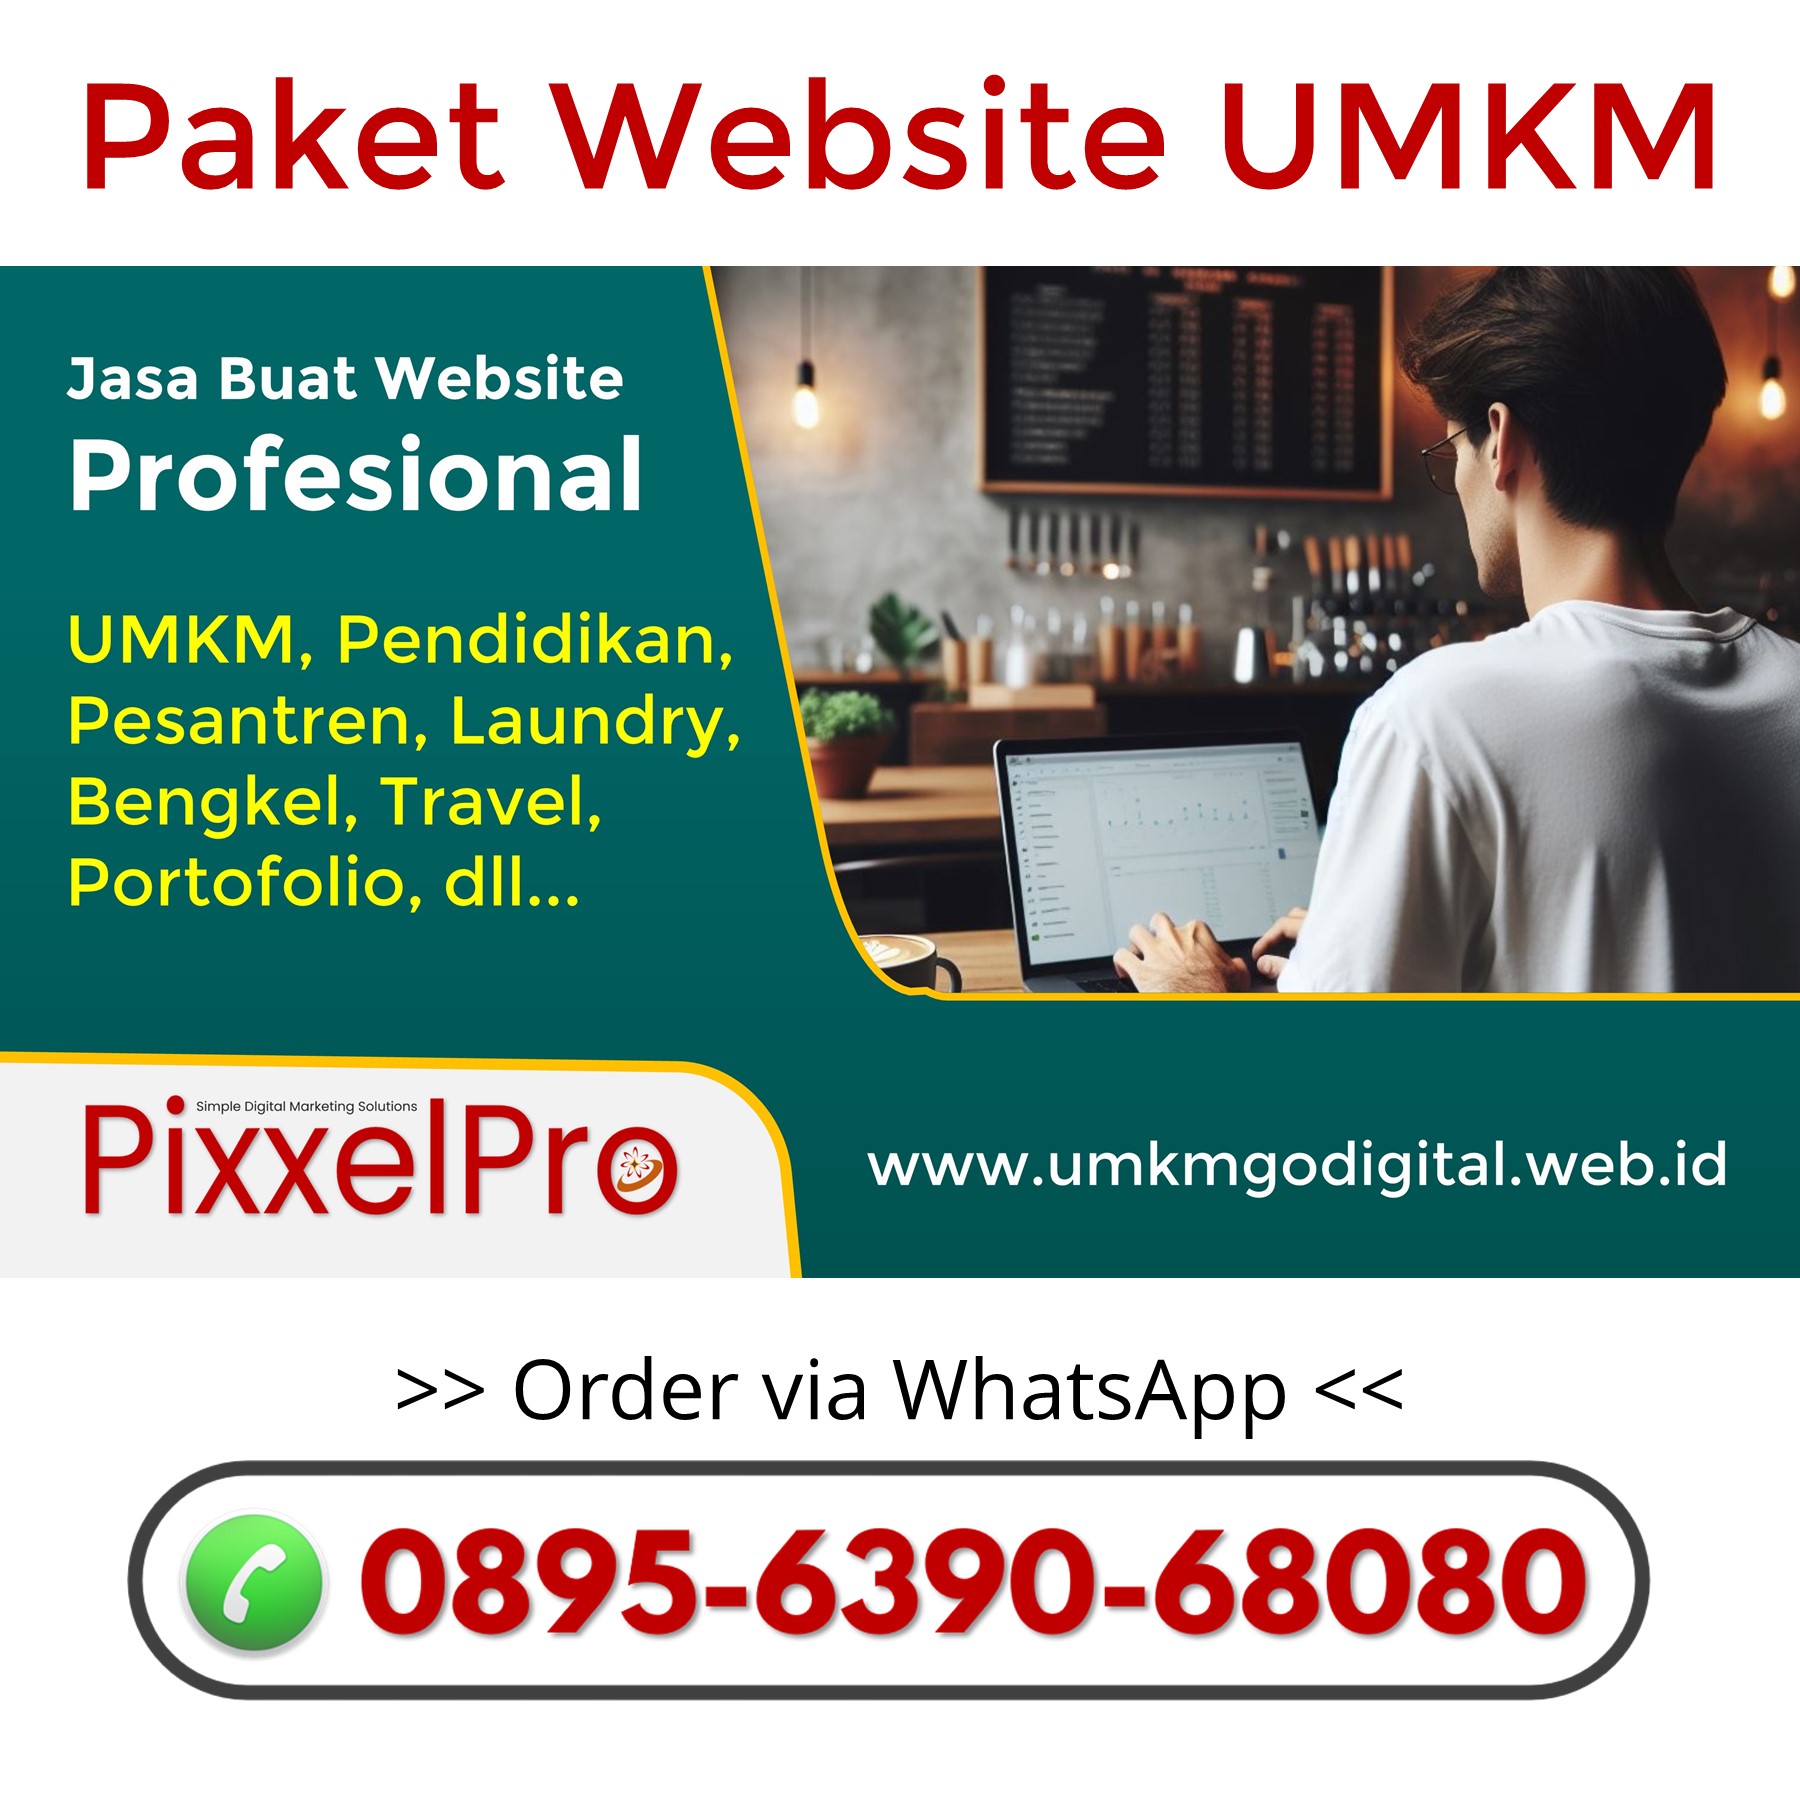 Paket Website UMKM
Jasa Buat Website
Profesional
UMKM, Pendidikan,
Pesantren, Laundry,
Bengkel, Travel,
Portofolio, dll...
Simple Digital Marketing Solutions
PixxelPro
www.umkmgodigital.web.id
>> Order via WhatsApp <<
0895-6390-68080